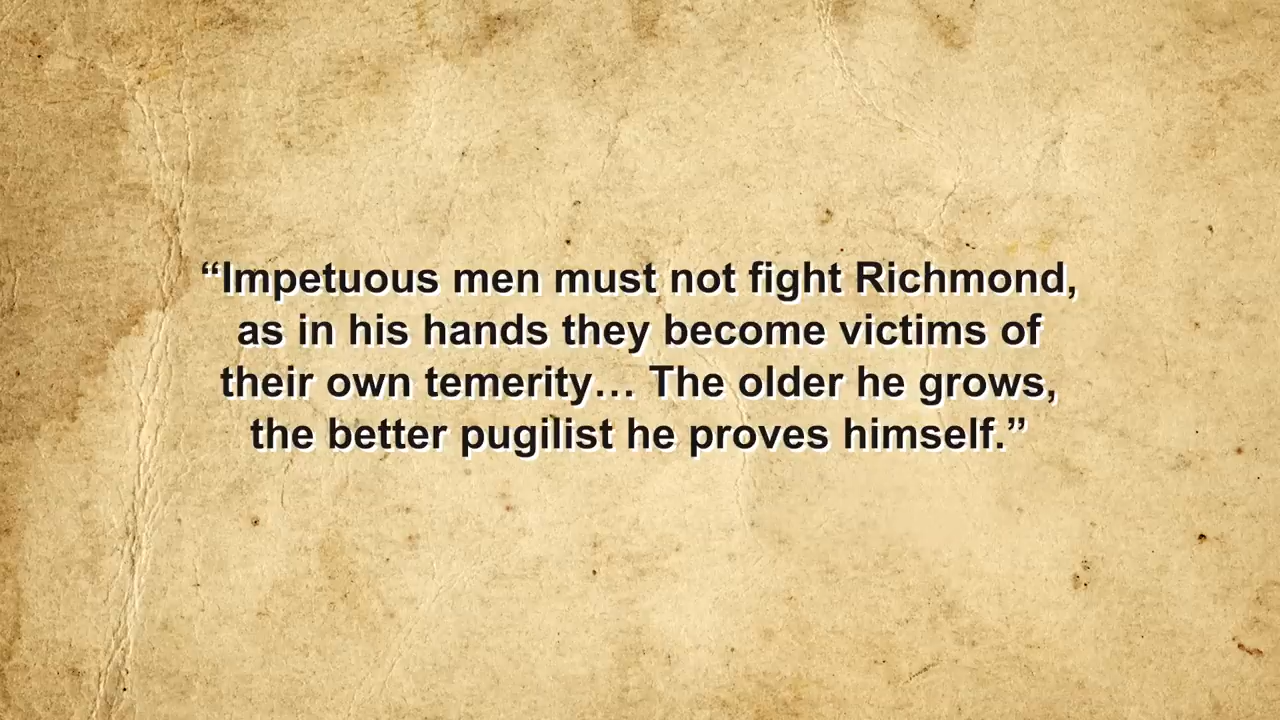 “Impetuous men must not fight Richmond,
as in his hands they become victims of
their own temerity… The older he grows,
the better pugilist he proves himself.”